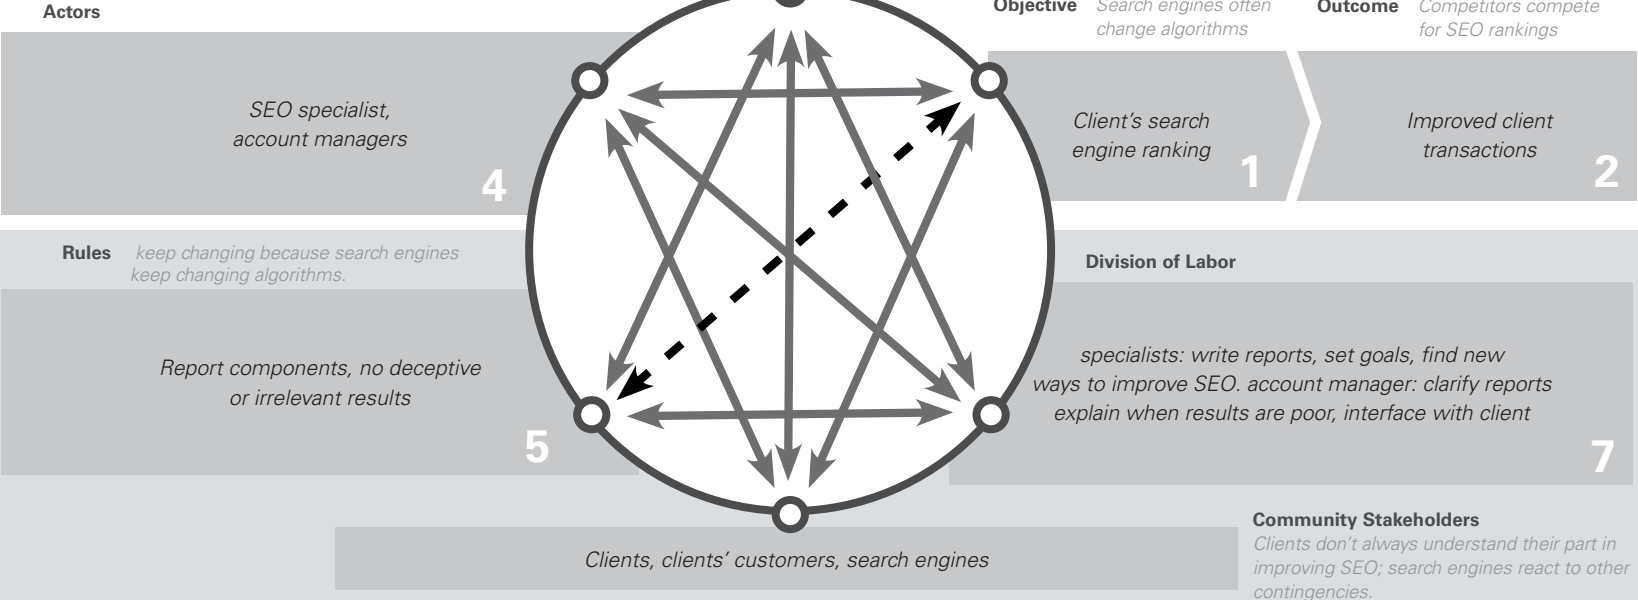 Actors
SEO specialist,
account managers
4
Objective Search engines often
change algorithms
Outcome Competitors compete
for SEO rankings
Client’s search
engine ranking
1
Improved client
transactions
2
Rules keep changing because search engines
keep changing algorithms.
Report components, no deceptive
or irrelevant results
5
Division of Labor
specialists: write reports, set goals, find new
ways to improve SEO. account manager: clarify reports
explain when results are poor, interface with client
7
Clients, clients’ customers, search engines
Community Stakeholders
Clients don’t always understand their part in
improving SEO; search engines react to other
contingencies.